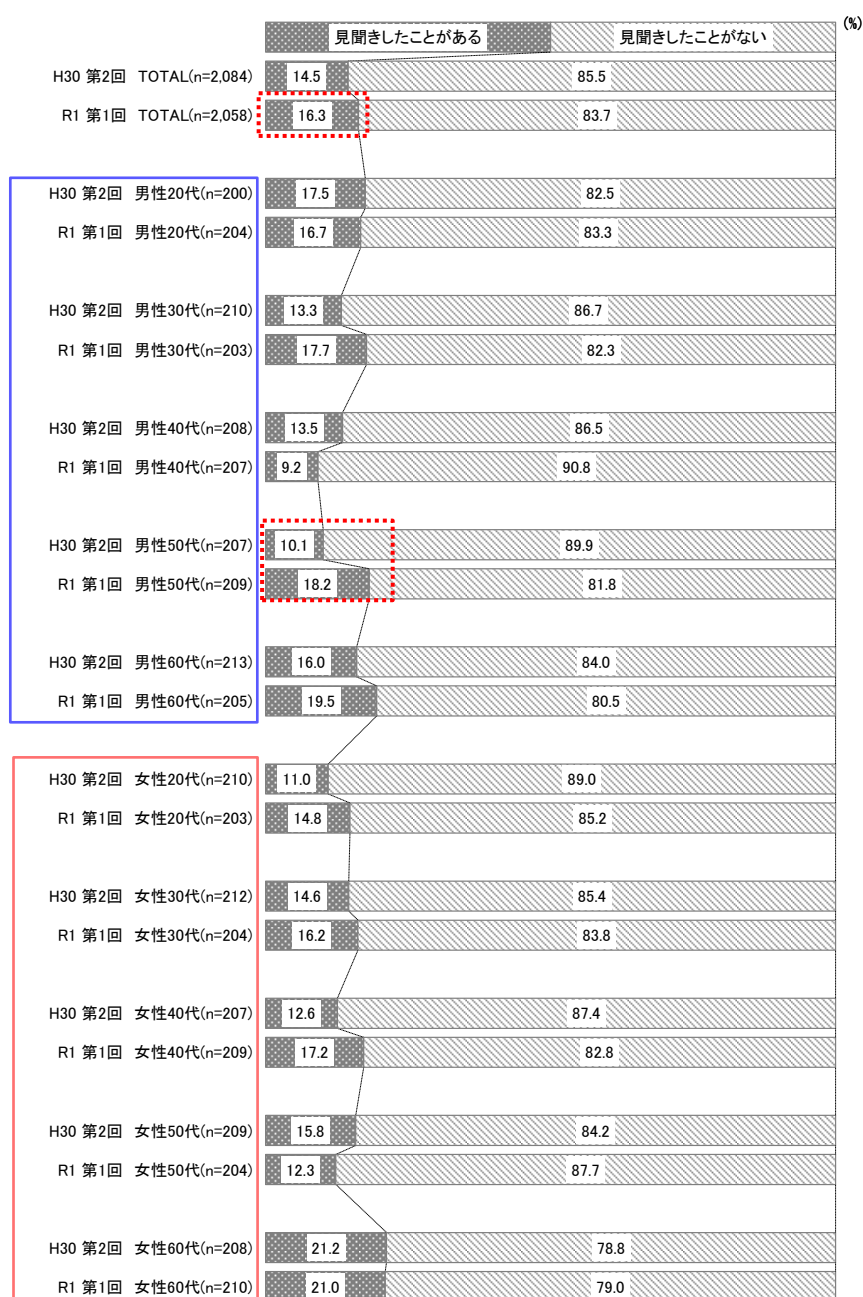 (%)
見聞きしたことがある 見聞きしたことがない
H30 第2回 TOTAL(n=2,084) 14.5 85.5
R1 第1回 TOTAL(n=2,058) 16.3 83.7
H30 第2回 男性20代(n=200) 17.5 82.5
R1 第1回 男性20代(n=204) 16.7 83.3
H30 第2回 男性30代(n=210) 13.3 86.7
R1 第1回 男性30代(n=203) 17.7 82.3
H30 第2回 男性40代(n=208) 13.5 86.5
R1 第1回 男性40代(n=207) 9.2 90.8
H30 第2回 男性50代(n=207) 10.1 89.9
R1 第1回 男性50代(n=209) 18.2 81.8
H30 第2回 男性60代(n=213) 16.0 84.0
R1 第1回 男性60代(n=205) 19.5 80.5
H30 第2回 女性20代(n=210) 11.0 89.0
R1 第1回 女性20代(n=203) 14.8 85.2
H30 第2回 女性30代(n=212) 14.6 85.4
R1 第1回 女性30代(n=204) 16.2 83.8
H30 第2回 女性40代(n=207) 12.6 87.4
R1 第1回 女性40代(n=209) 17.2 82.8
H30 第2回 女性50代(n=209) 15.8 84.2
R1 第1回 女性50代(n=204) 12.3 87.7
H30 第2回 女性60代(n=208) 21.2 78.8
R1 第1回 女性60代(n=210) 21.0 79.0